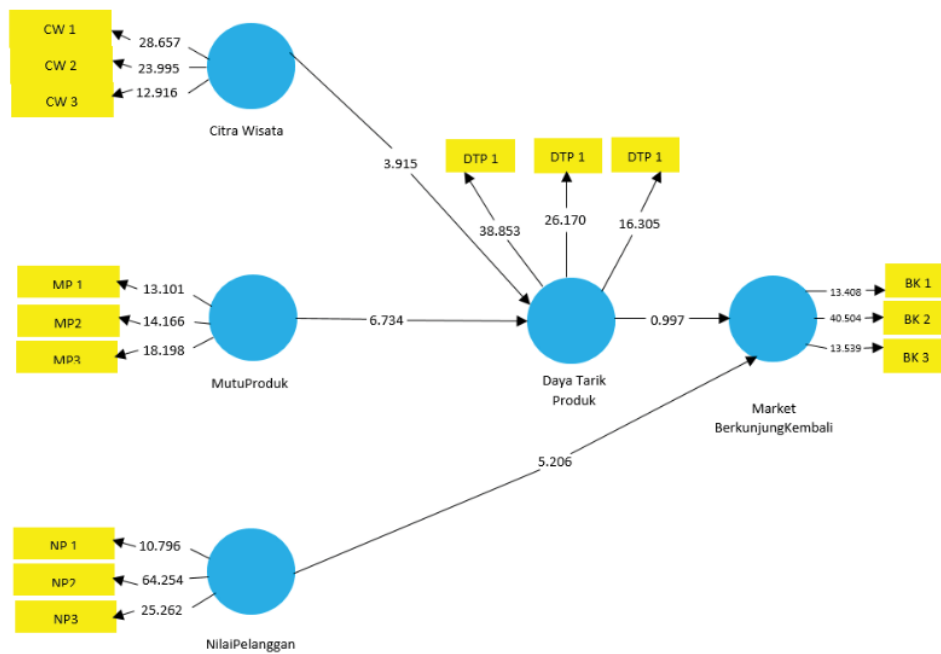 CW 1
CW 2
CW 3
28.657
23.995
12.916
Citra Wisata
3.915
DTP 1
DTP 1
DTP 1
38.853
26.170
16.305
MP 1
MP2
MP3
13.101
14.166
18.198
MutuProduk
6.734
Daya Tarik
Produk
0.997
13.408
40.504
13.539
BK 1
BK 2
BK 3
Market
BerkunjungKembali
5.206
NP 1
NP2
NP3
10.796
64.254
25.262
NilaiPelanggan